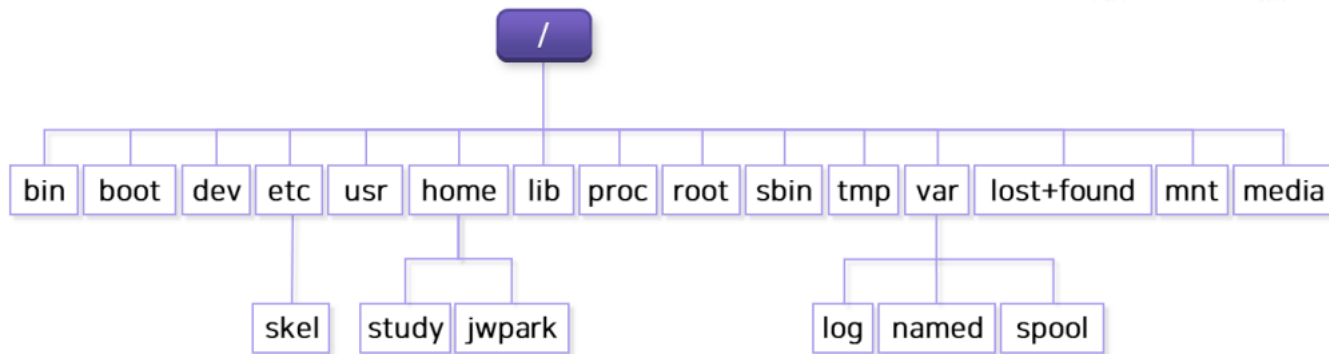 /
bin boot dev etc usr home lib proc root sbin tmp var lost+found mnt media
skel study jwpark log named spool